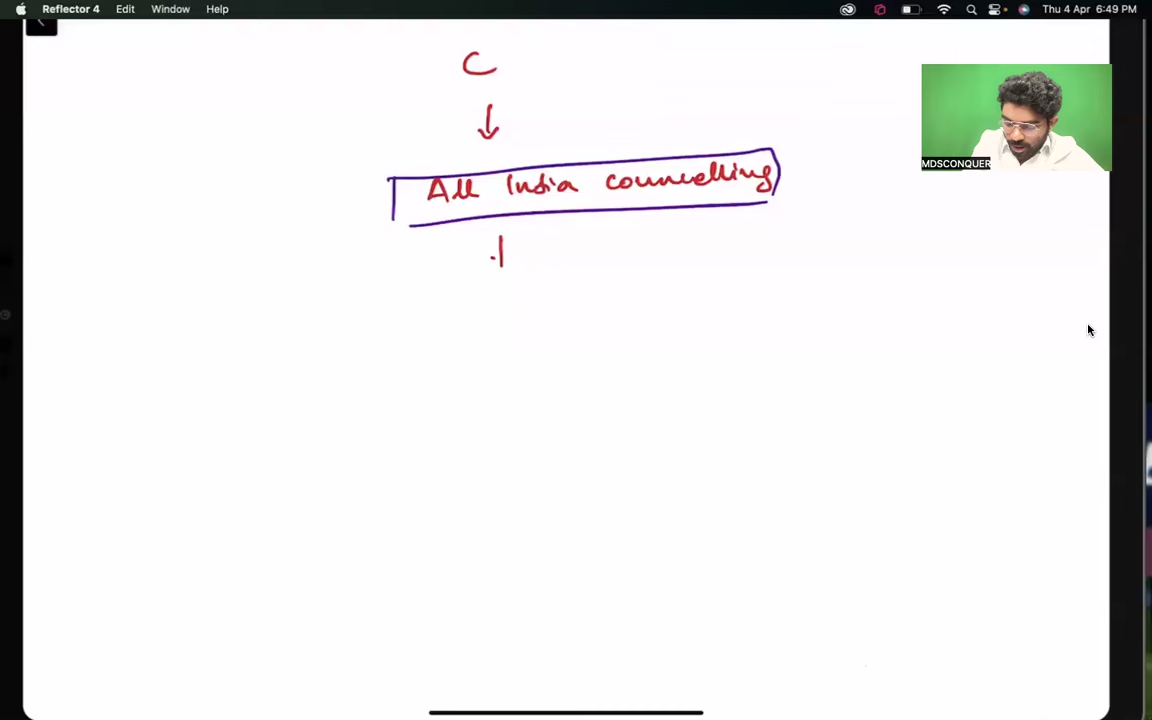 Reflector 4 Edit Window Help Thu 4 Apr 6:49 PM
C
All India counselling
MDSCONQUER